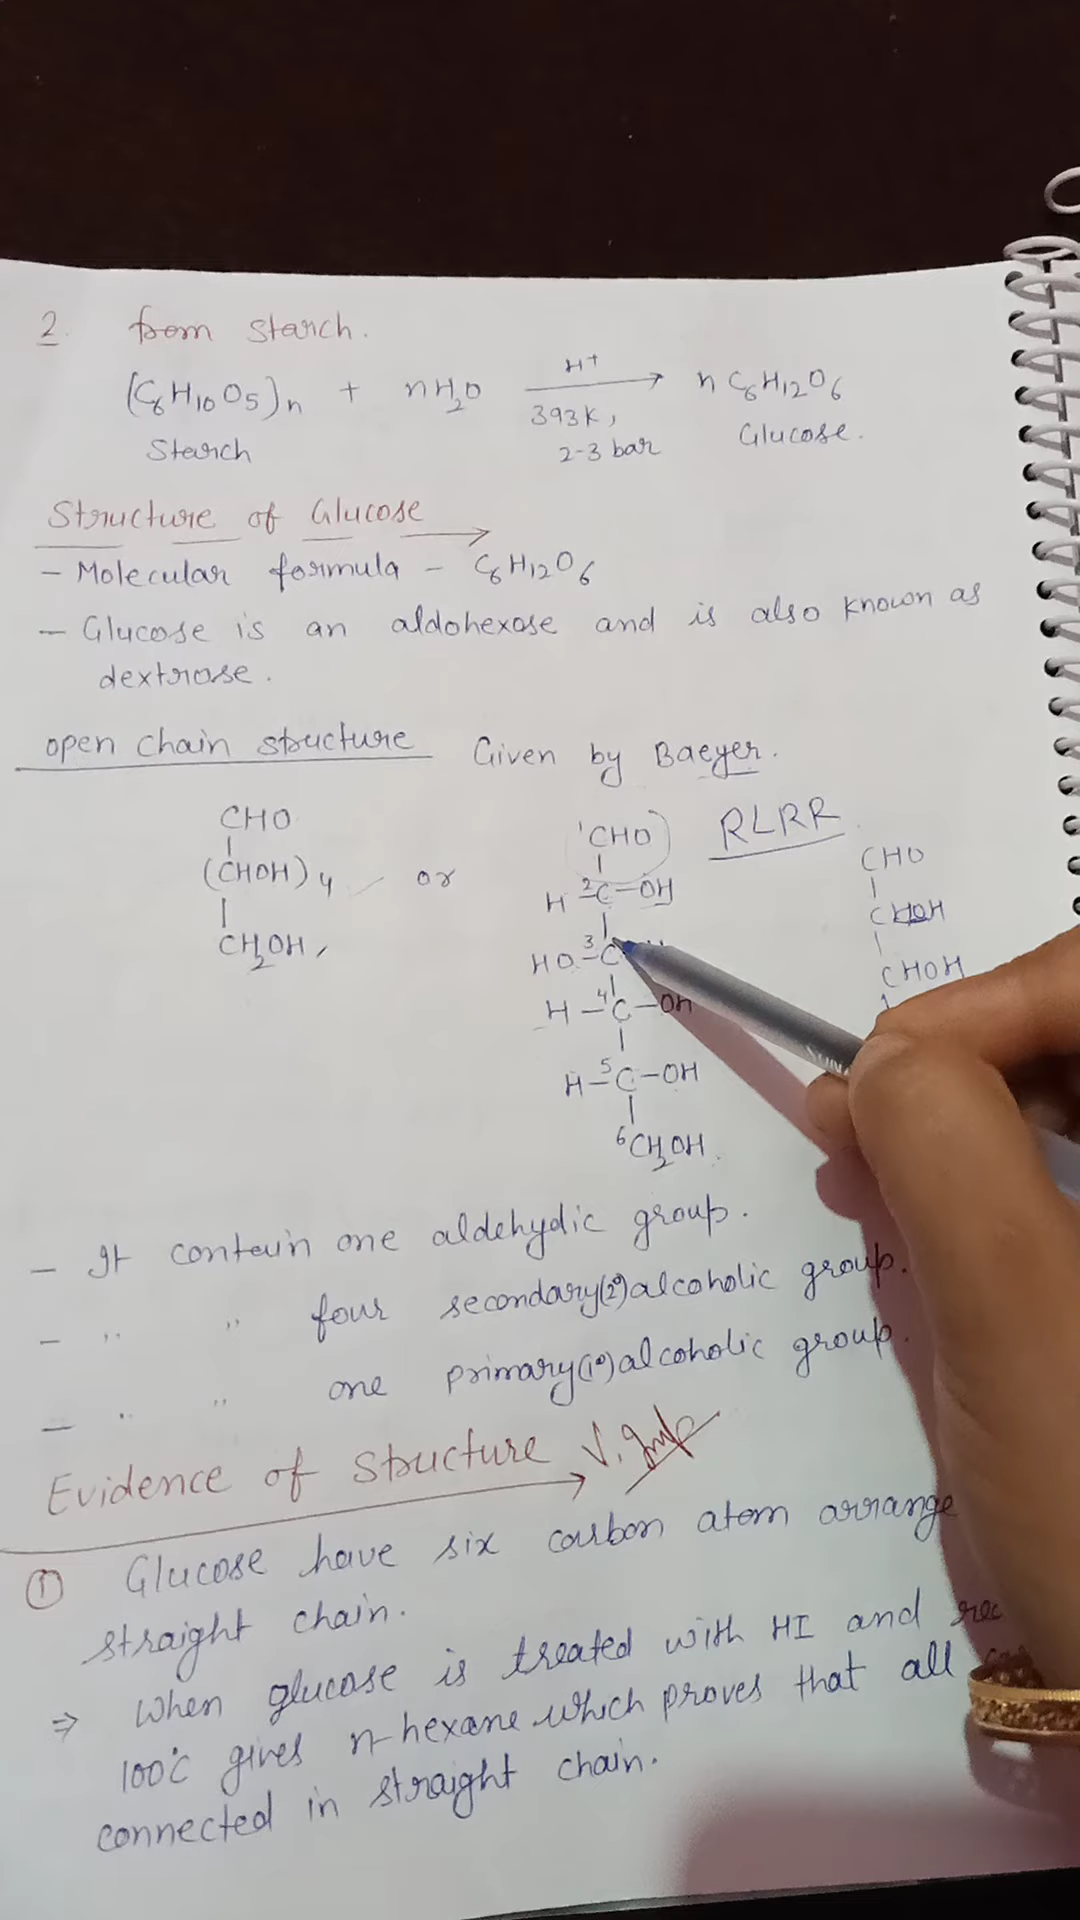 2. from starch.
(C6H10O5)n + nH2O H+ n C6H12O6
393K,
Starch 2-3 bar Glucose.
Structure of Glucose
- Molecular formula - C6H12O6
- Glucose is an aldohexose and is also known as
dextrose.
open chain structure Given by Baeyer.
CHO
(CHOH)4
CH2OH
or
1CHO
H-2C-OH
HO-3C
H-4C-OH
H-5C-OH
6CH2OH.
RLRR
CHO
CHOH
CHOH
- It contain one aldehydic group.
- " " four secondary(2°)alcoholic group.
- " " one primary(1°)alcoholic group.
Evidence of Structure V.Imp
① Glucose have six carbon atom arrange
straight chain.
⇒ When glucose is treated with HI and
100°C gives n-hexane which proves that all
connected in straight chain.